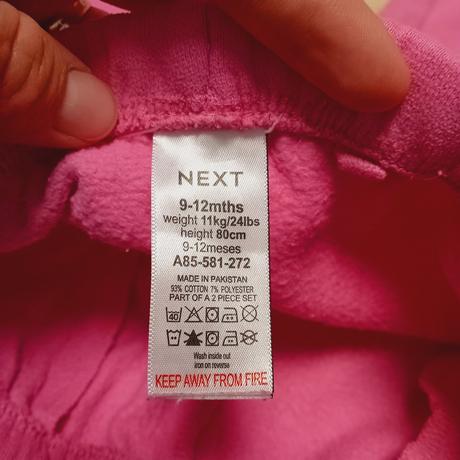 NEXT
9-12mths
weight 11kg/24lbs
height 80cm
9-12meses
A85-581-272
MADE IN PAKISTAN
93% COTTON 7% POLYESTER
PART OF A 2 PIECE SET
40
Wash inside out
iron on reverse
KEEP AWAY FROM FIRE